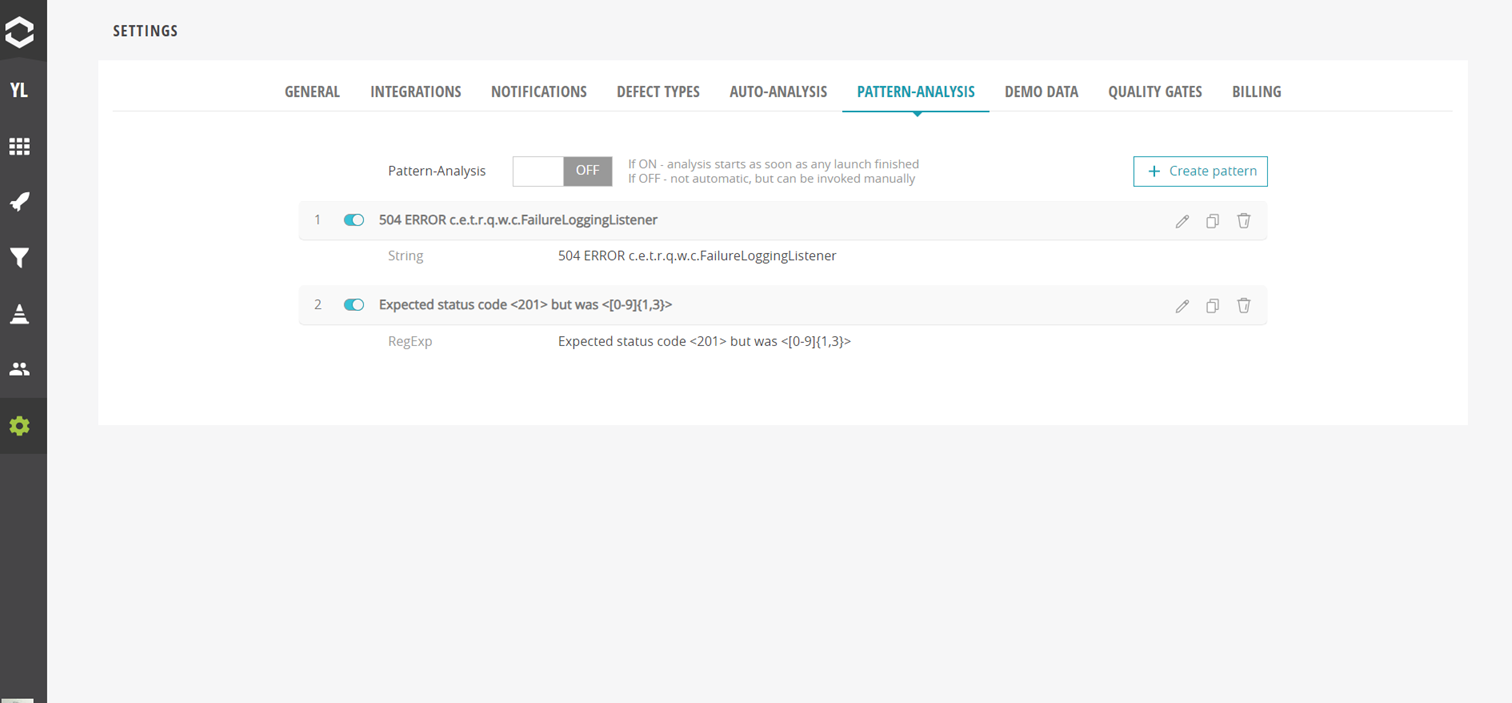 SETTINGS
YL
GENERAL INTEGRATIONS NOTIFICATIONS DEFECT TYPES AUTO-ANALYSIS PATTERN-ANALYSIS DEMO DATA QUALITY GATES BILLING
Pattern-Analysis OFF
If ON - analysis starts as soon as any launch finished
If OFF - not automatic, but can be invoked manually
+ Create pattern
1 504 ERROR c.e.t.r.q.w.c.FailureLoggingListener
String 504 ERROR c.e.t.r.q.w.c.FailureLoggingListener
2 Expected status code <201> but was <[0-9]{1,3}>
RegExp Expected status code <201> but was <[0-9]{1,3}>